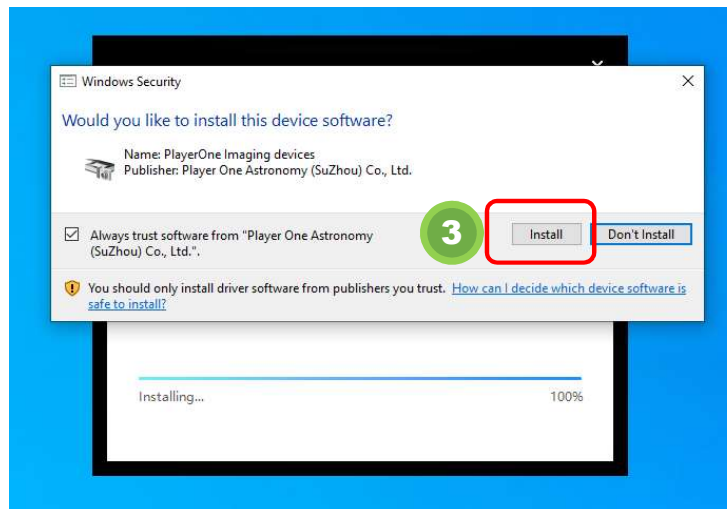 Windows Security
Would you like to install this device software?
Name: PlayerOne Imaging devices
Publisher: Player One Astronomy (SuZhou) Co., Ltd.
Always trust software from "Player One Astronomy
(SuZhou) Co., Ltd.".
3
Install
Don't Install
You should only install driver software from publishers you trust. How can I decide which device software is
safe to install?
Installing...
100%